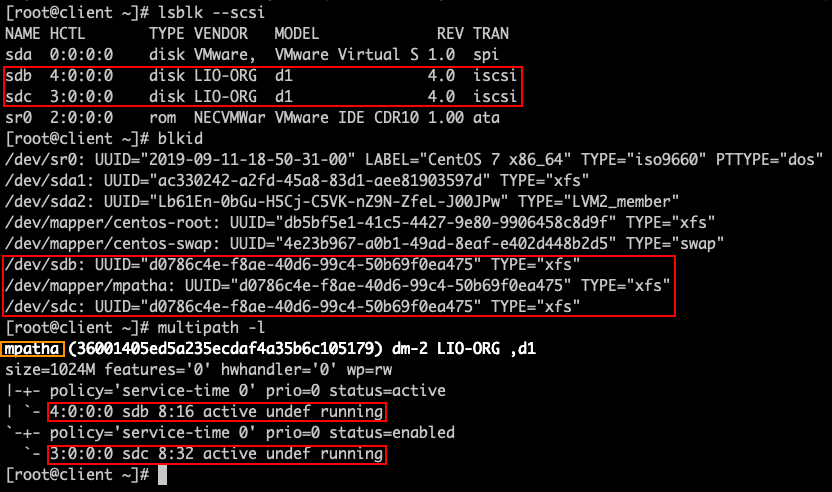 [root@client ~]# lsblk --scsi
NAME HCTL       TYPE VENDOR   MODEL             REV TRAN
sda  0:0:0:0    disk VMware,  VMware Virtual S 1.0  spi
sdb  4:0:0:0    disk LIO-ORG  d1               4.0  iscsi
sdc  3:0:0:0    disk LIO-ORG  d1               4.0  iscsi
sr0  2:0:0:0    rom  NECVMWar VMware IDE CDR10 1.00 ata
[root@client ~]# blkid
/dev/sr0: UUID="2019-09-11-18-50-31-00" LABEL="CentOS 7 x86_64" TYPE="iso9660" PTTYPE="dos"
/dev/sda1: UUID="ac330242-a2fd-45a8-83d1-aee81903597d" TYPE="xfs"
/dev/sda2: UUID="Lb61En-0bGu-H5Cj-C5VK-nZ9N-ZfeL-J00JPw" TYPE="LVM2_member"
/dev/mapper/centos-root: UUID="db5bf5e1-41c5-4427-9e80-9906458c8d9f" TYPE="xfs"
/dev/mapper/centos-swap: UUID="4e23b967-a0b1-49ad-8eaf-e402d448b2d5" TYPE="swap"
/dev/sdb: UUID="d0786c4e-f8ae-40d6-99c4-50b69f0ea475" TYPE="xfs"
/dev/mapper/mpatha: UUID="d0786c4e-f8ae-40d6-99c4-50b69f0ea475" TYPE="xfs"
/dev/sdc: UUID="d0786c4e-f8ae-40d6-99c4-50b69f0ea475" TYPE="xfs"
[root@client ~]# multipath -l
mpatha (36001405ed5a235ecdaf4a35b6c105179) dm-2 LIO-ORG ,d1
size=1024M features='0' hwhandler='0' wp=rw
|-+- policy='service-time 0' prio=0 status=active
| `- 4:0:0:0 sdb 8:16 active undef running
`-+- policy='service-time 0' prio=0 status=enabled
  `- 3:0:0:0 sdc 8:32 active undef running
[root@client ~]#